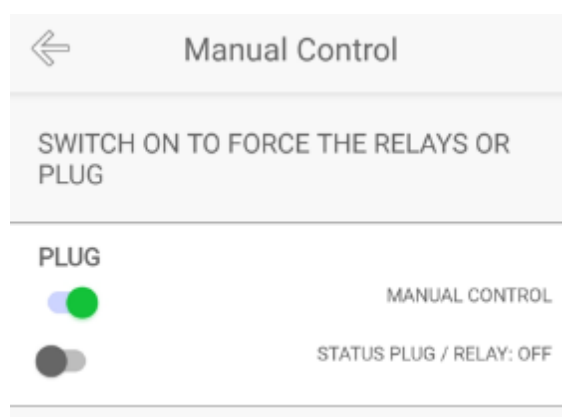 Manual Control
SWITCH ON TO FORCE THE RELAYS OR
PLUG
PLUG
MANUAL CONTROL
STATUS PLUG / RELAY: OFF